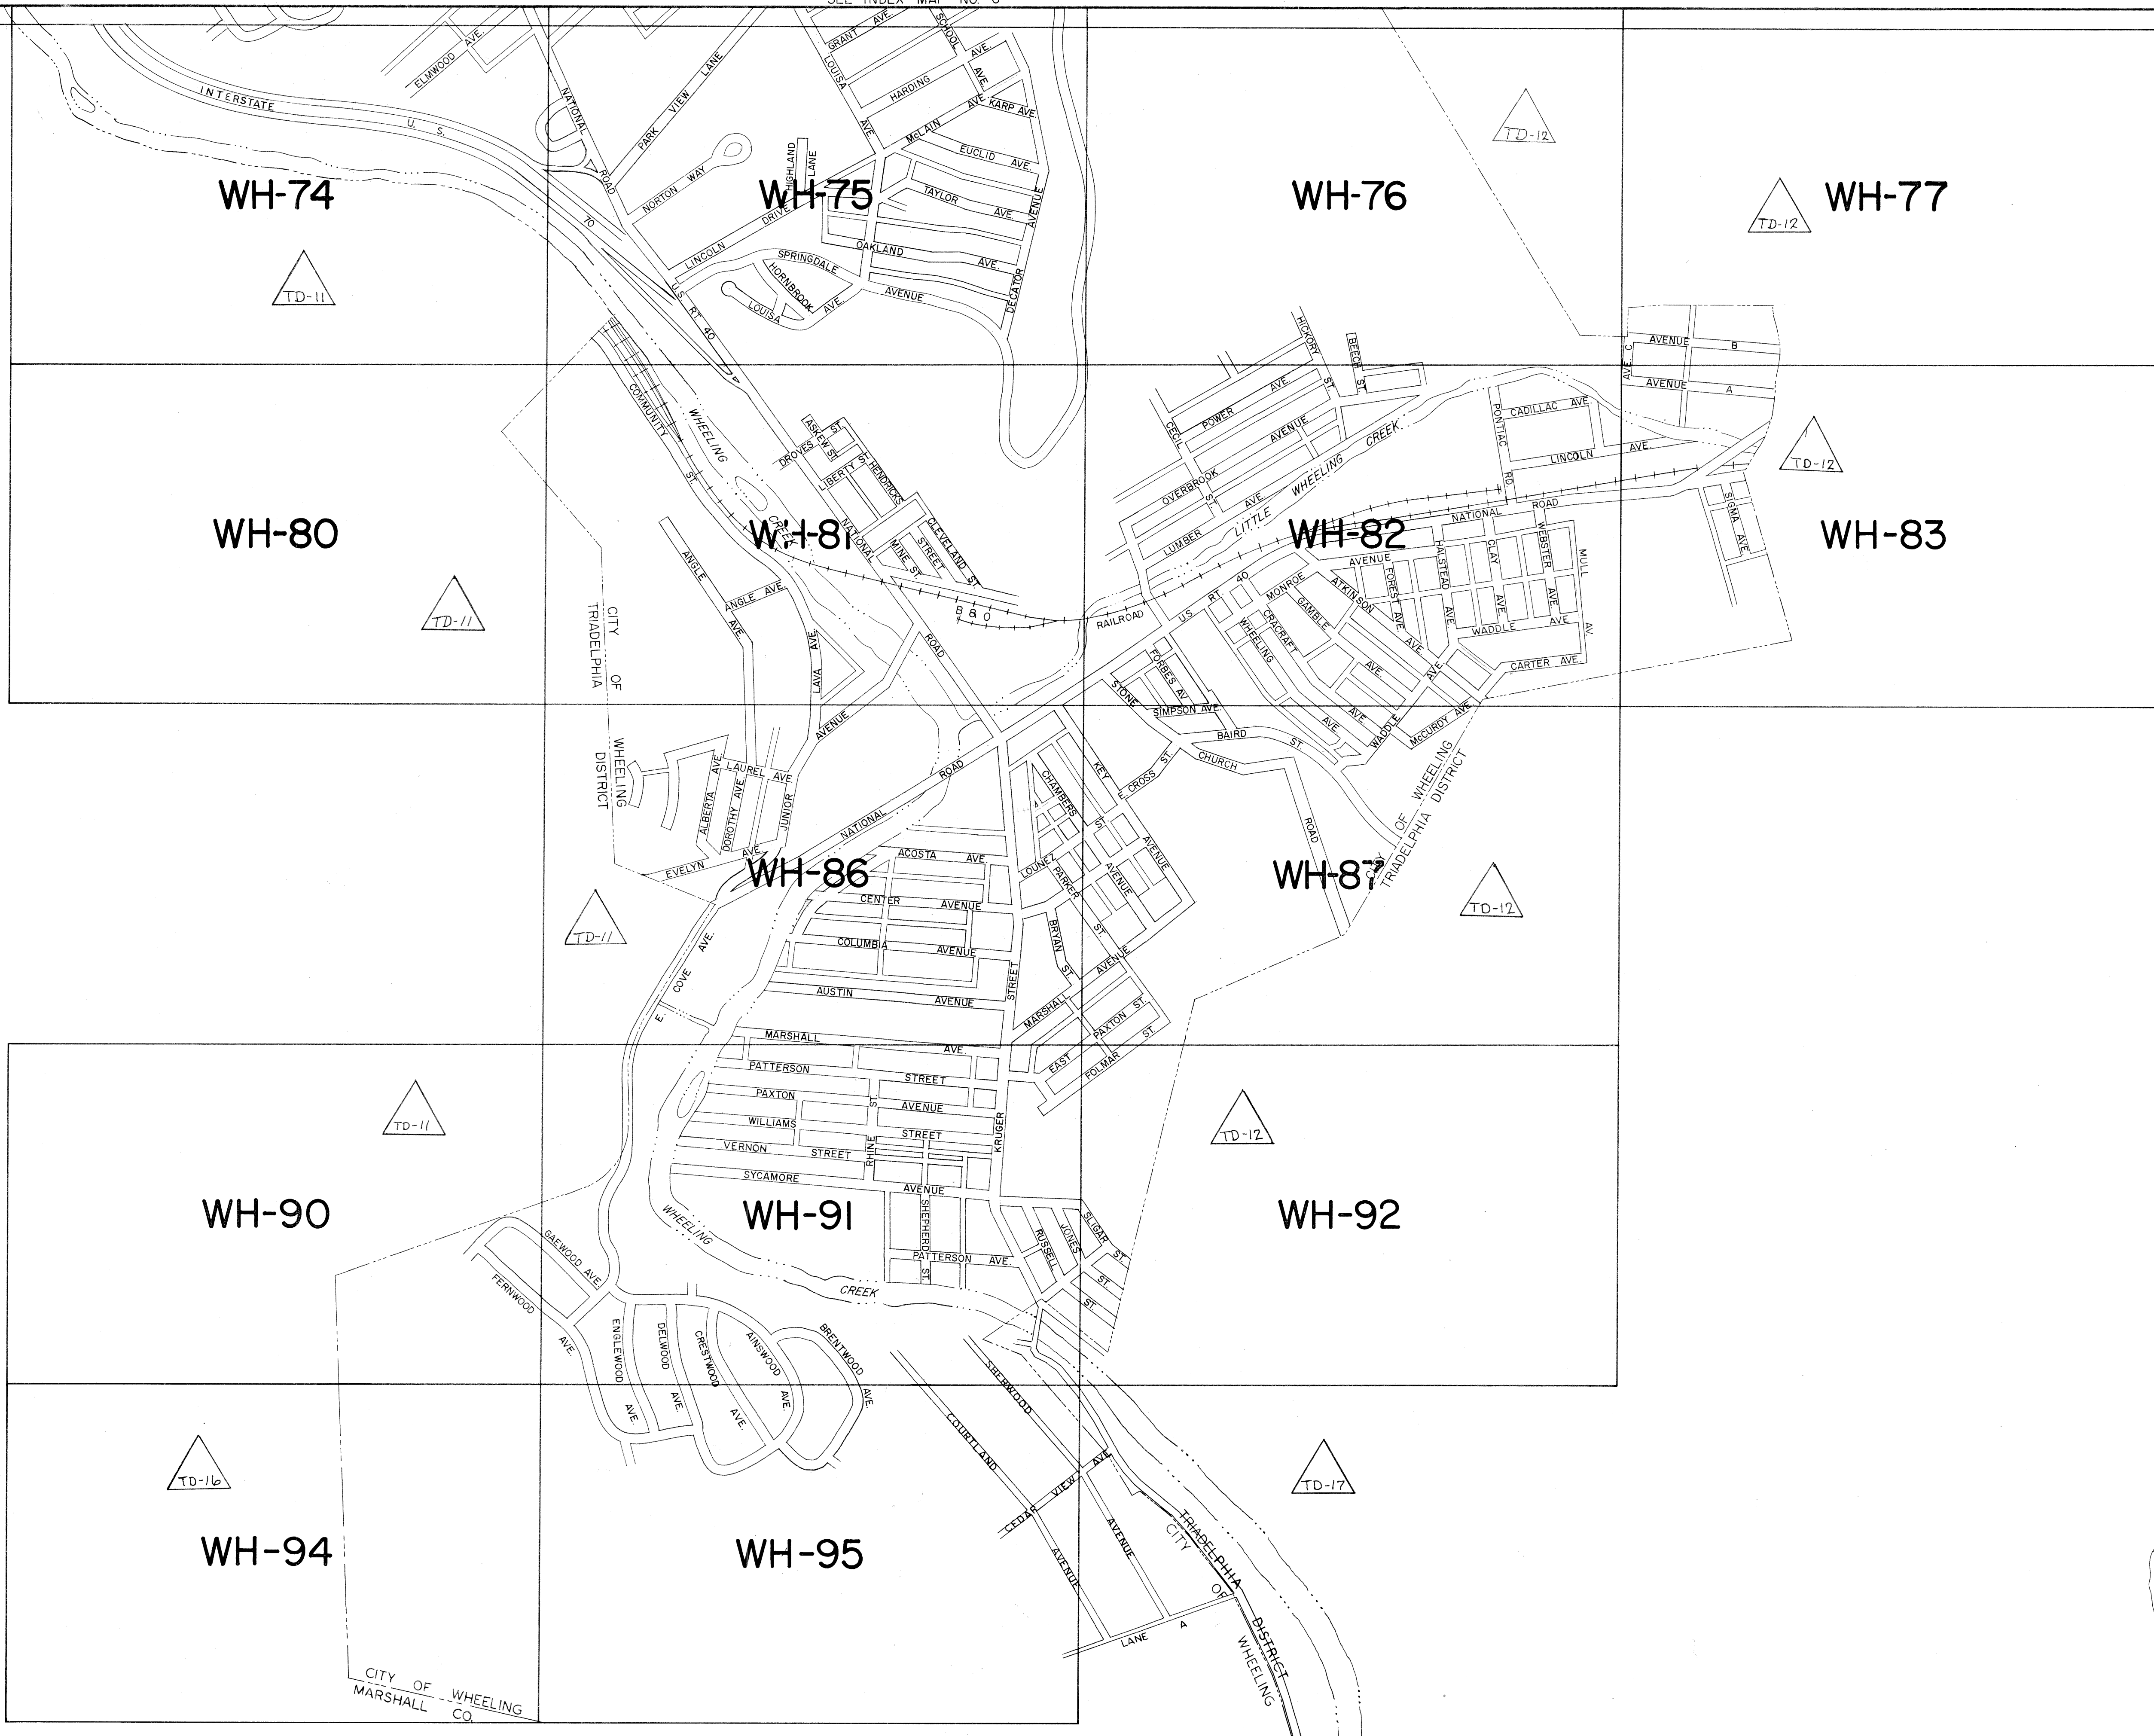 SEE INDEX MAP NO. 6
WH-74
INTERSTATE
U. S.
70
ELMWOOD AVE
TD-11
WH-75
NATIONAL
ROAD
PARK VIEW LANE
NORTON WAY
HIGHLAND
LANE
LINCOLN DRIVE
GRANT AVE
SCHOOL
AVE.
LOUISA
AVE.
HARDING
AVE.
KARP AVE.
McLAIN AVE
EUCLID AVE.
TAYLOR AVE.
OAKLAND AVE.
DECATOR AVENUE
SPRINGDALE
AVENUE
HORNBROOK
LOUISA AVE.
U.S. RT 40
WH-76
TD-12
WH-77
TD-12
HICKORY
ST.
BEECH ST.
AVE. C
AVENUE B
AVENUE A
WH-80
TD-11
CITY OF
TRIADELPHIA
WHEELING
DISTRICT
WH-81
COMMUNITY
ST.
WHEELING
CREEK
ASKEW ST
DROVES ST
LIBERTY ST
HENDRICKS
NATIONAL
ROAD
MINE ST.
STREET
CLEVELAND ST.
ANGLE
AVE.
ANGLE AVE.
LAVA AVE.
AVENUE
B & O
RAILROAD
WH-82
CECIL
ST.
POWER AVE.
OVERBROOK
AVENUE
LUMBER AVE.
LITTLE WHEELING CREEK
PONTIAC
RD.
CADILLAC AVE.
LINCOLN AVE.
NATIONAL ROAD
U.S. RT 40
MONROE
AVENUE
ATKINSON
AVE.
GAMBLE
AVE.
CRACRAFT
AVE.
WHEELING
AVE.
FOREST AVE.
HALSTEAD
AVE.
CLAY
AVE.
WEBSTER
AVE.
MULL
AV.
WADDLE AVE
CARTER AVE.
WADDLE AVE
McCURDY AVE
FORBES AV.
STONE
SIMPSON AVE.
WH-83
TD-12
SIGMA
AVE.
WH-86
TD-11
LAUREL AVE.
ALBERTA AVE
DOROTHY AVE.
JUNIOR
EVELYN AVE.
NATIONAL ROAD
E. COVE AVE.
ACOSTA AVE.
CENTER AVENUE
COLUMBIA AVENUE
AUSTIN AVENUE
MARSHALL AVE.
STREET
CHAMBERS
ST
LOUNEZ
PARKER
ST
AVENUE
BRYAN
ST.
MARSHAL AVENUE
EAST PAXTON ST.
FOLMAR ST.
WH-87
KEY
AVENUE
E. CROSS ST.
BAIRD ST.
CHURCH
ROAD
CITY OF WHEELING
TRIADELPHIA DISTRICT
TD-12
WH-90
TD-11
GAEWOOD AVE.
FERNWOOD
AVE.
WH-91
PATTERSON STREET
PAXTON AVENUE
WILLIAMS STREET
VERNON STREET
SYCAMORE AVENUE
RHINE ST.
KRUGER
SHEPHERD
ST.
PATTERSON AVE.
RUSSELL
ST.
JONES
ST.
SLIGAR
ST.
WHEELING
CREEK
ENGLEWOOD
AVE.
DELWOOD
AVE.
CRESTWOOD
AVE.
AINSWOOD
AVE.
BRENTWOOD
AVE.
WH-92
TD-12
WH-94
TD-16
CITY OF WHEELING
MARSHALL CO.
WH-95
COURTLAND
AVENUE
SHERWOOD
AVENUE
CEDAR VIEW AVE
LANE A
TD-17
TRIADELPHIA
DISTRICT
CITY OF
WHEELING